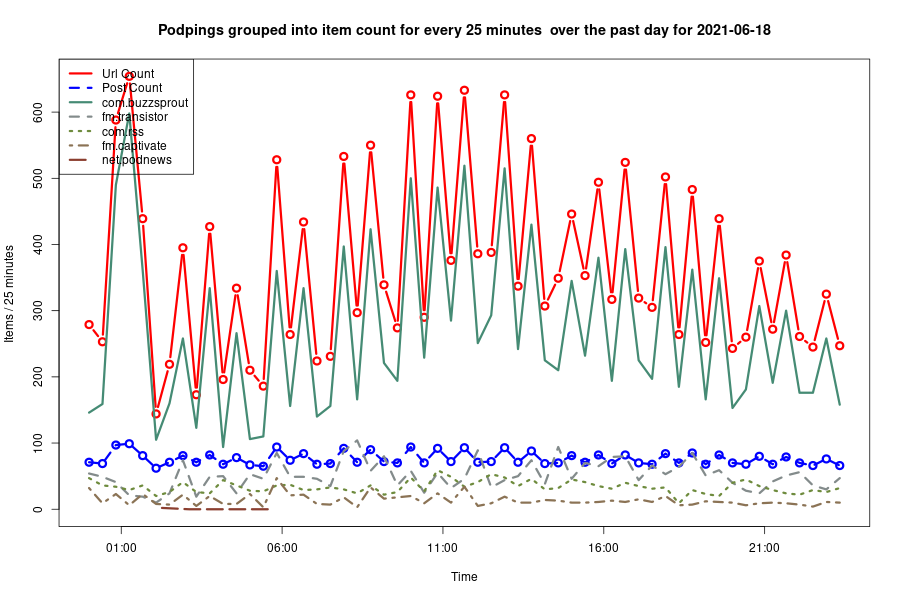 Podpings grouped into item count for every 25 minutes  over the past day for 2021-06-18
Url Count
Post Count
com.buzzsprout
fm.transistor
com.rss
fm.captivate
net.podnews
Items / 25 minutes
600
500
400
300
200
100
0
01:00 06:00 11:00 16:00 21:00
Time